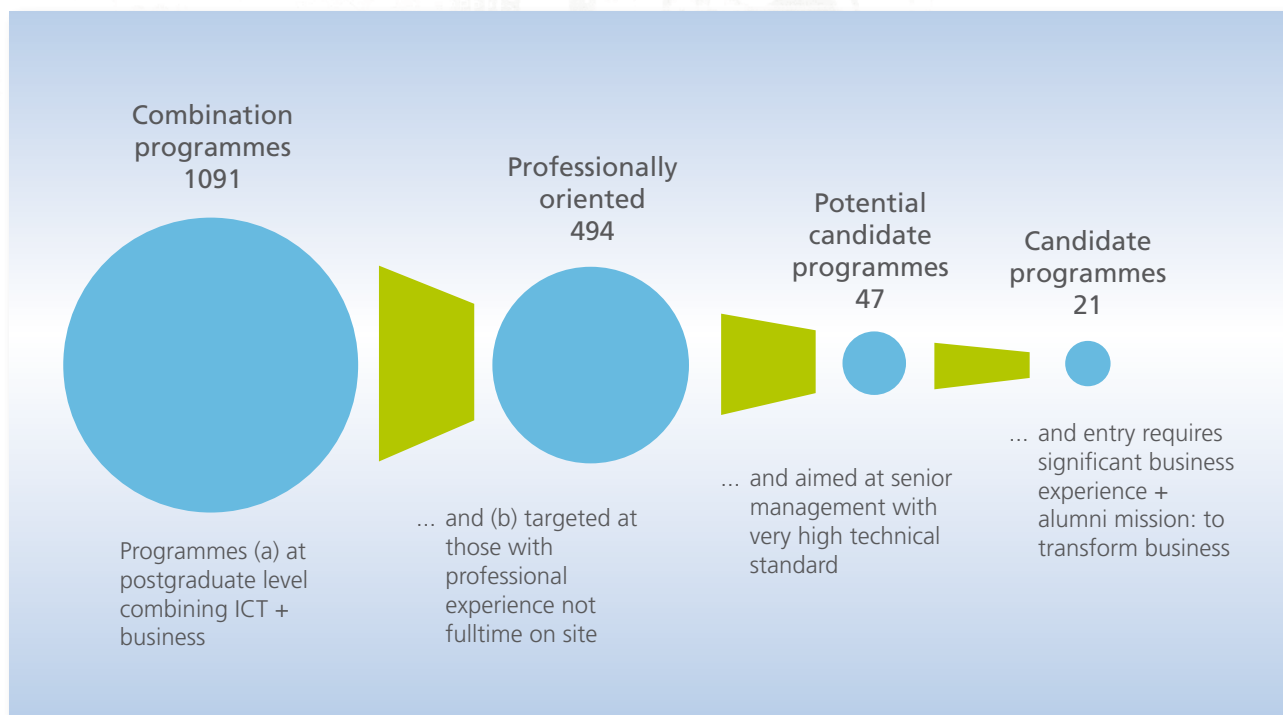 Combination
programmes
1091
Professionally
oriented
494
Potential
candidate
programmes
47
Candidate
programmes
21
Programmes (a) at
postgraduate level
combining ICT +
business
... and (b) targeted at
those with
professional
experience not
fulltime on site
... and aimed at senior
management with
very high technical
standard
... and entry requires
significant business
experience +
alumni mission: to
transform business